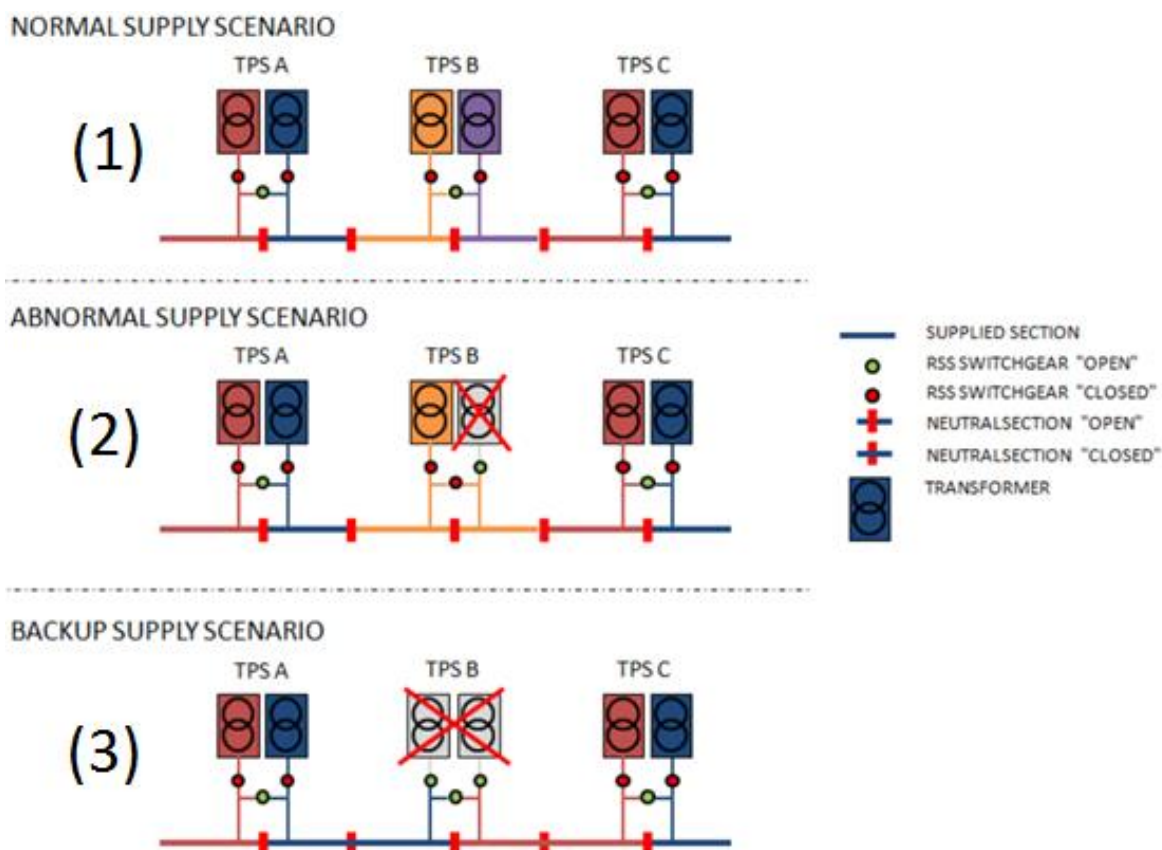 NORMAL SUPPLY SCENARIO
TPS A TPS B TPS C
(1)
ABNORMAL SUPPLY SCENARIO
TPS A TPS B TPS C
(2)
SUPPLIED SECTION
RSS SWITCHGEAR "OPEN"
RSS SWITCHGEAR "CLOSED"
NEUTRALSECTION "OPEN"
NEUTRALSECTION "CLOSED"
TRANSFORMER
BACKUP SUPPLY SCENARIO
TPS A TPS B TPS C
(3)